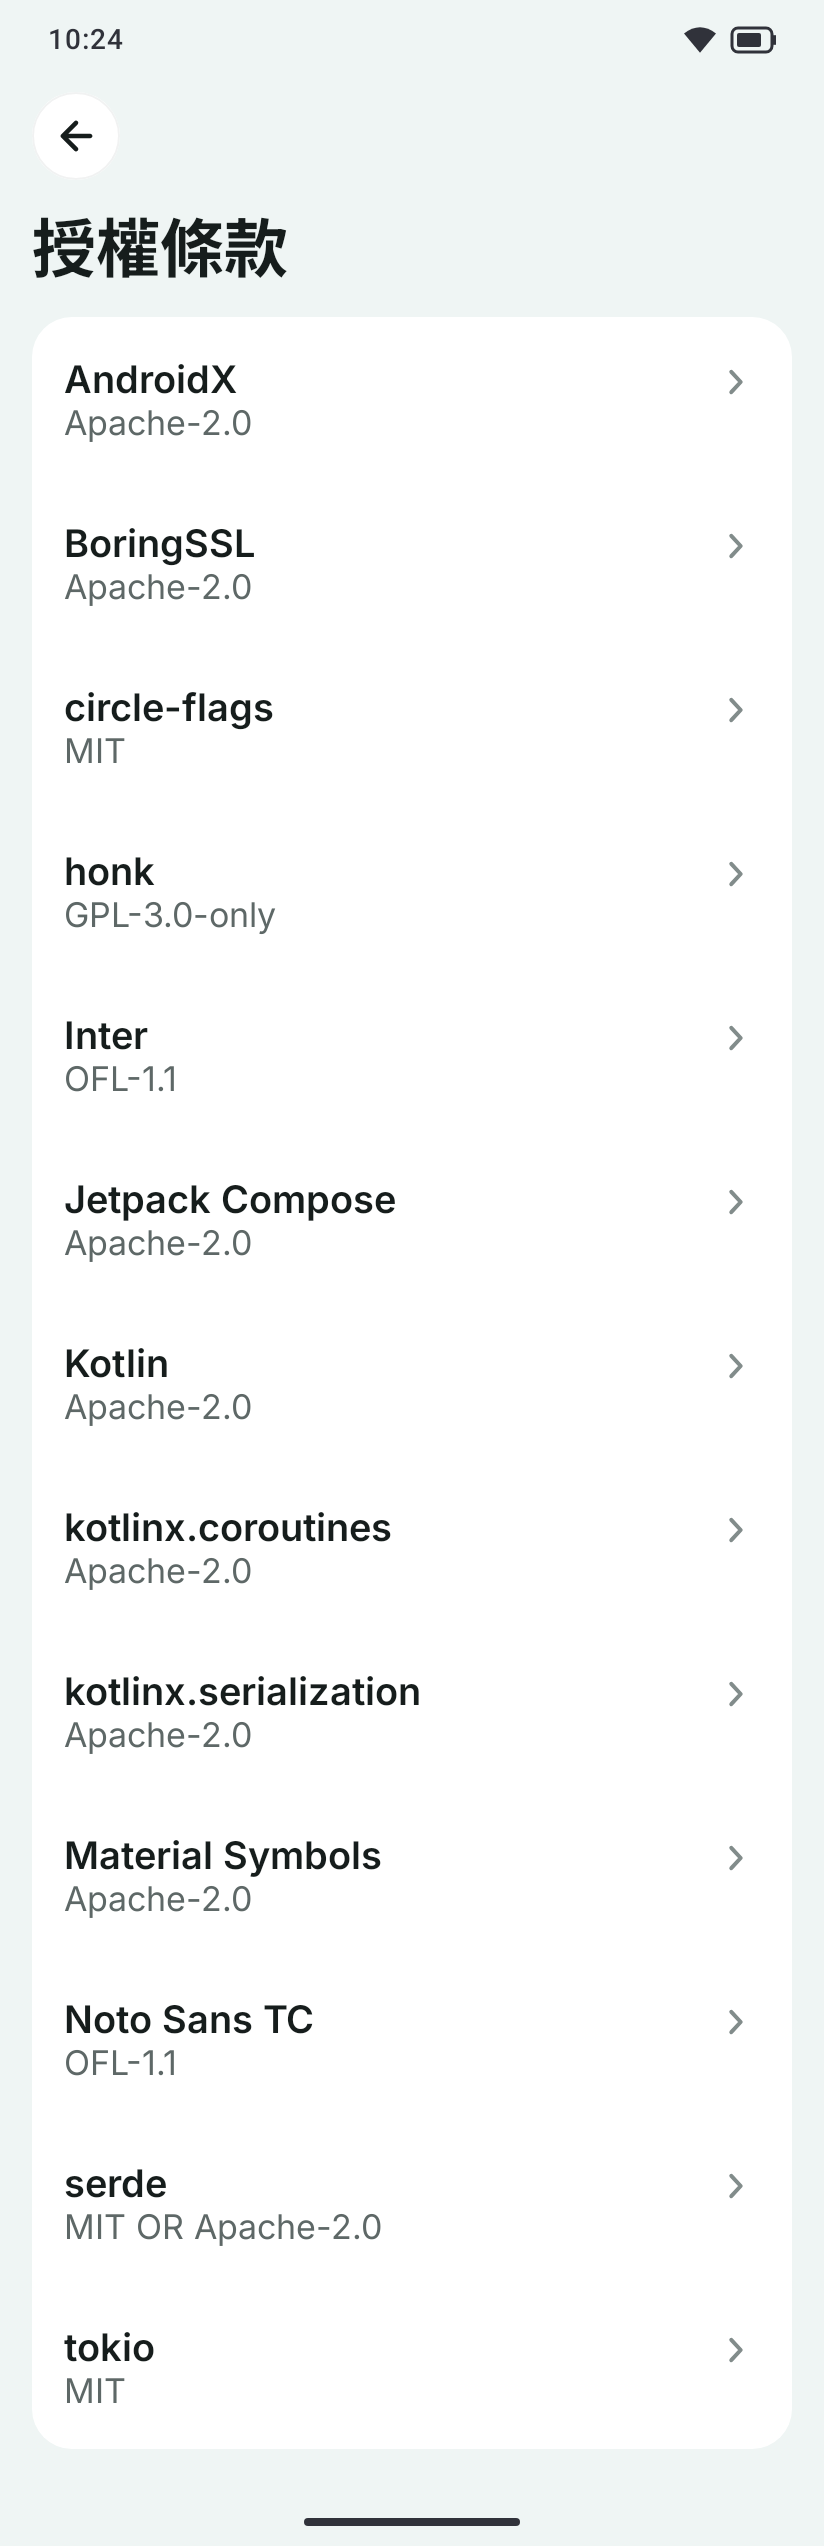 10:24
授權條款
AndroidX
Apache-2.0
BoringSSL
Apache-2.0
circle-flags
MIT
honk
GPL-3.0-only
Inter
OFL-1.1
Jetpack Compose
Apache-2.0
Kotlin
Apache-2.0
kotlinx.coroutines
Apache-2.0
kotlinx.serialization
Apache-2.0
Material Symbols
Apache-2.0
Noto Sans TC
OFL-1.1
serde
MIT OR Apache-2.0
tokio
MIT